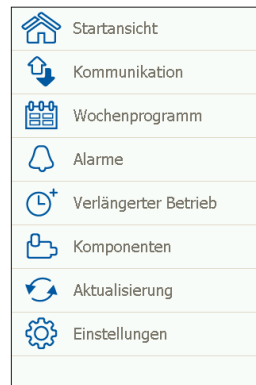 Startansicht
Kommunikation
Wochenprogramm
Alarme
Verlängerter Betrieb
Komponenten
Aktualisierung
Einstellungen